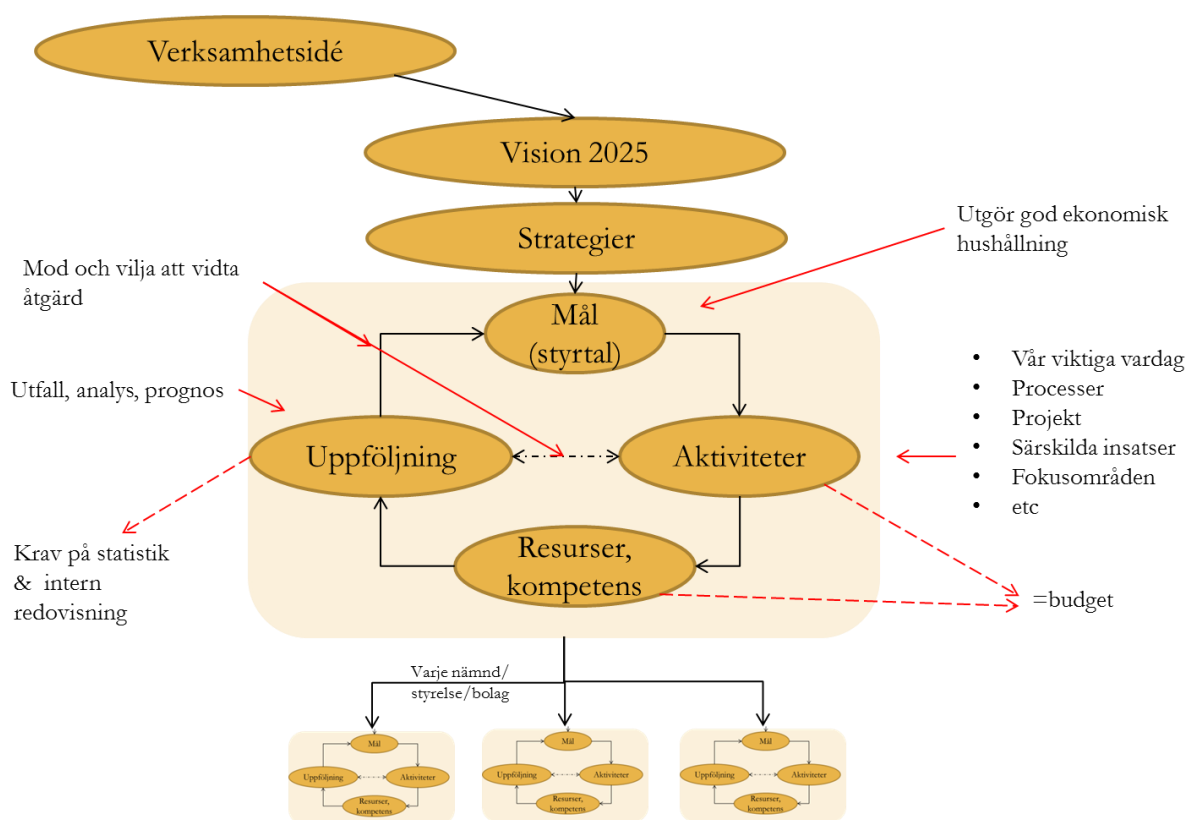 Verksamhetsidé
Vision 2025
Strategier
Utgör god ekonomisk
hushållning
Mod och vilja att vidta
åtgärd
Mål
(styrtal)
Utfall, analys, prognos
• Vår viktiga vardag
• Processer
• Projekt
• Särskilda insatser
• Fokusområden
• etc
Uppföljning
Aktiviteter
Krav på statistik
& intern
redovisning
Resurser,
kompetens
=budget
Varje nämnd/
styrelse/bolag
Mål
Uppföljning
Aktiviteter
Resurser,
kompetens
Mål
Uppföljning
Aktiviteter
Resurser,
kompetens
Mål
Uppföljning
Aktiviteter
Resurser,
kompetens